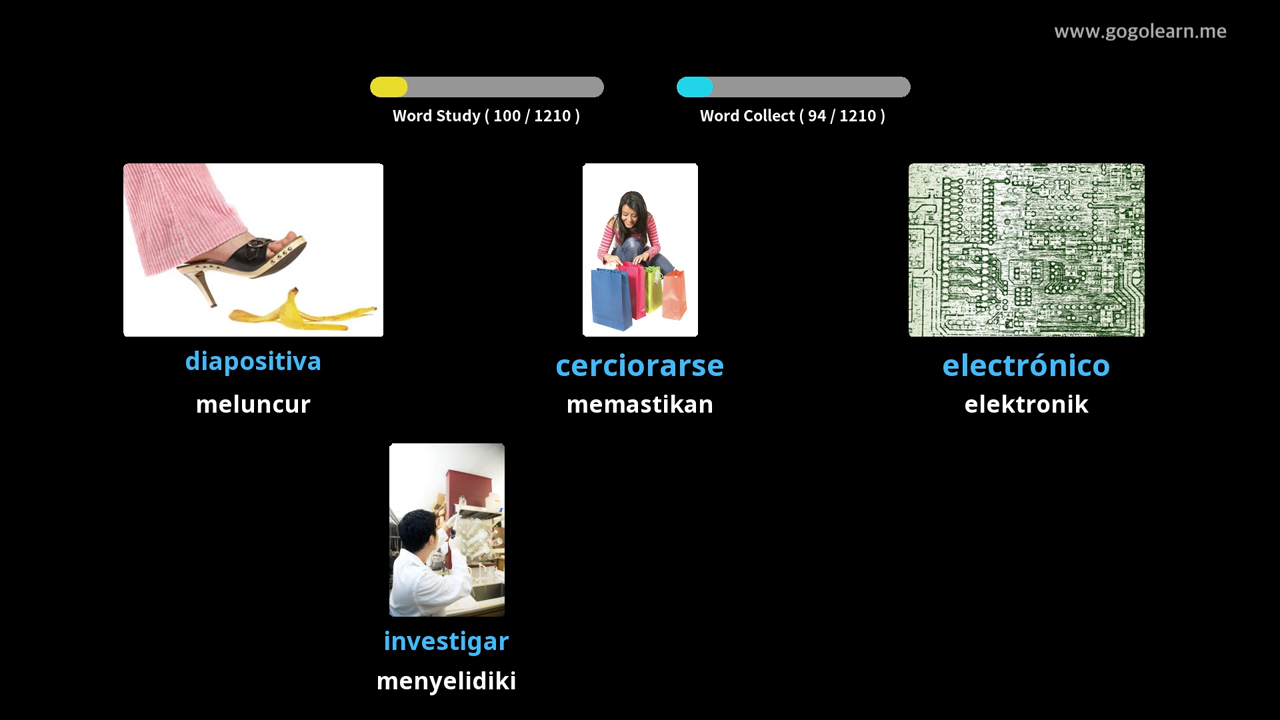 www.gogolearn.me
Word Study ( 100 / 1210 )
Word Collect ( 94 / 1210 )
diapositiva
meluncur
cerciorarse
memastikan
electrónico
elektronik
investigar
menyelidiki